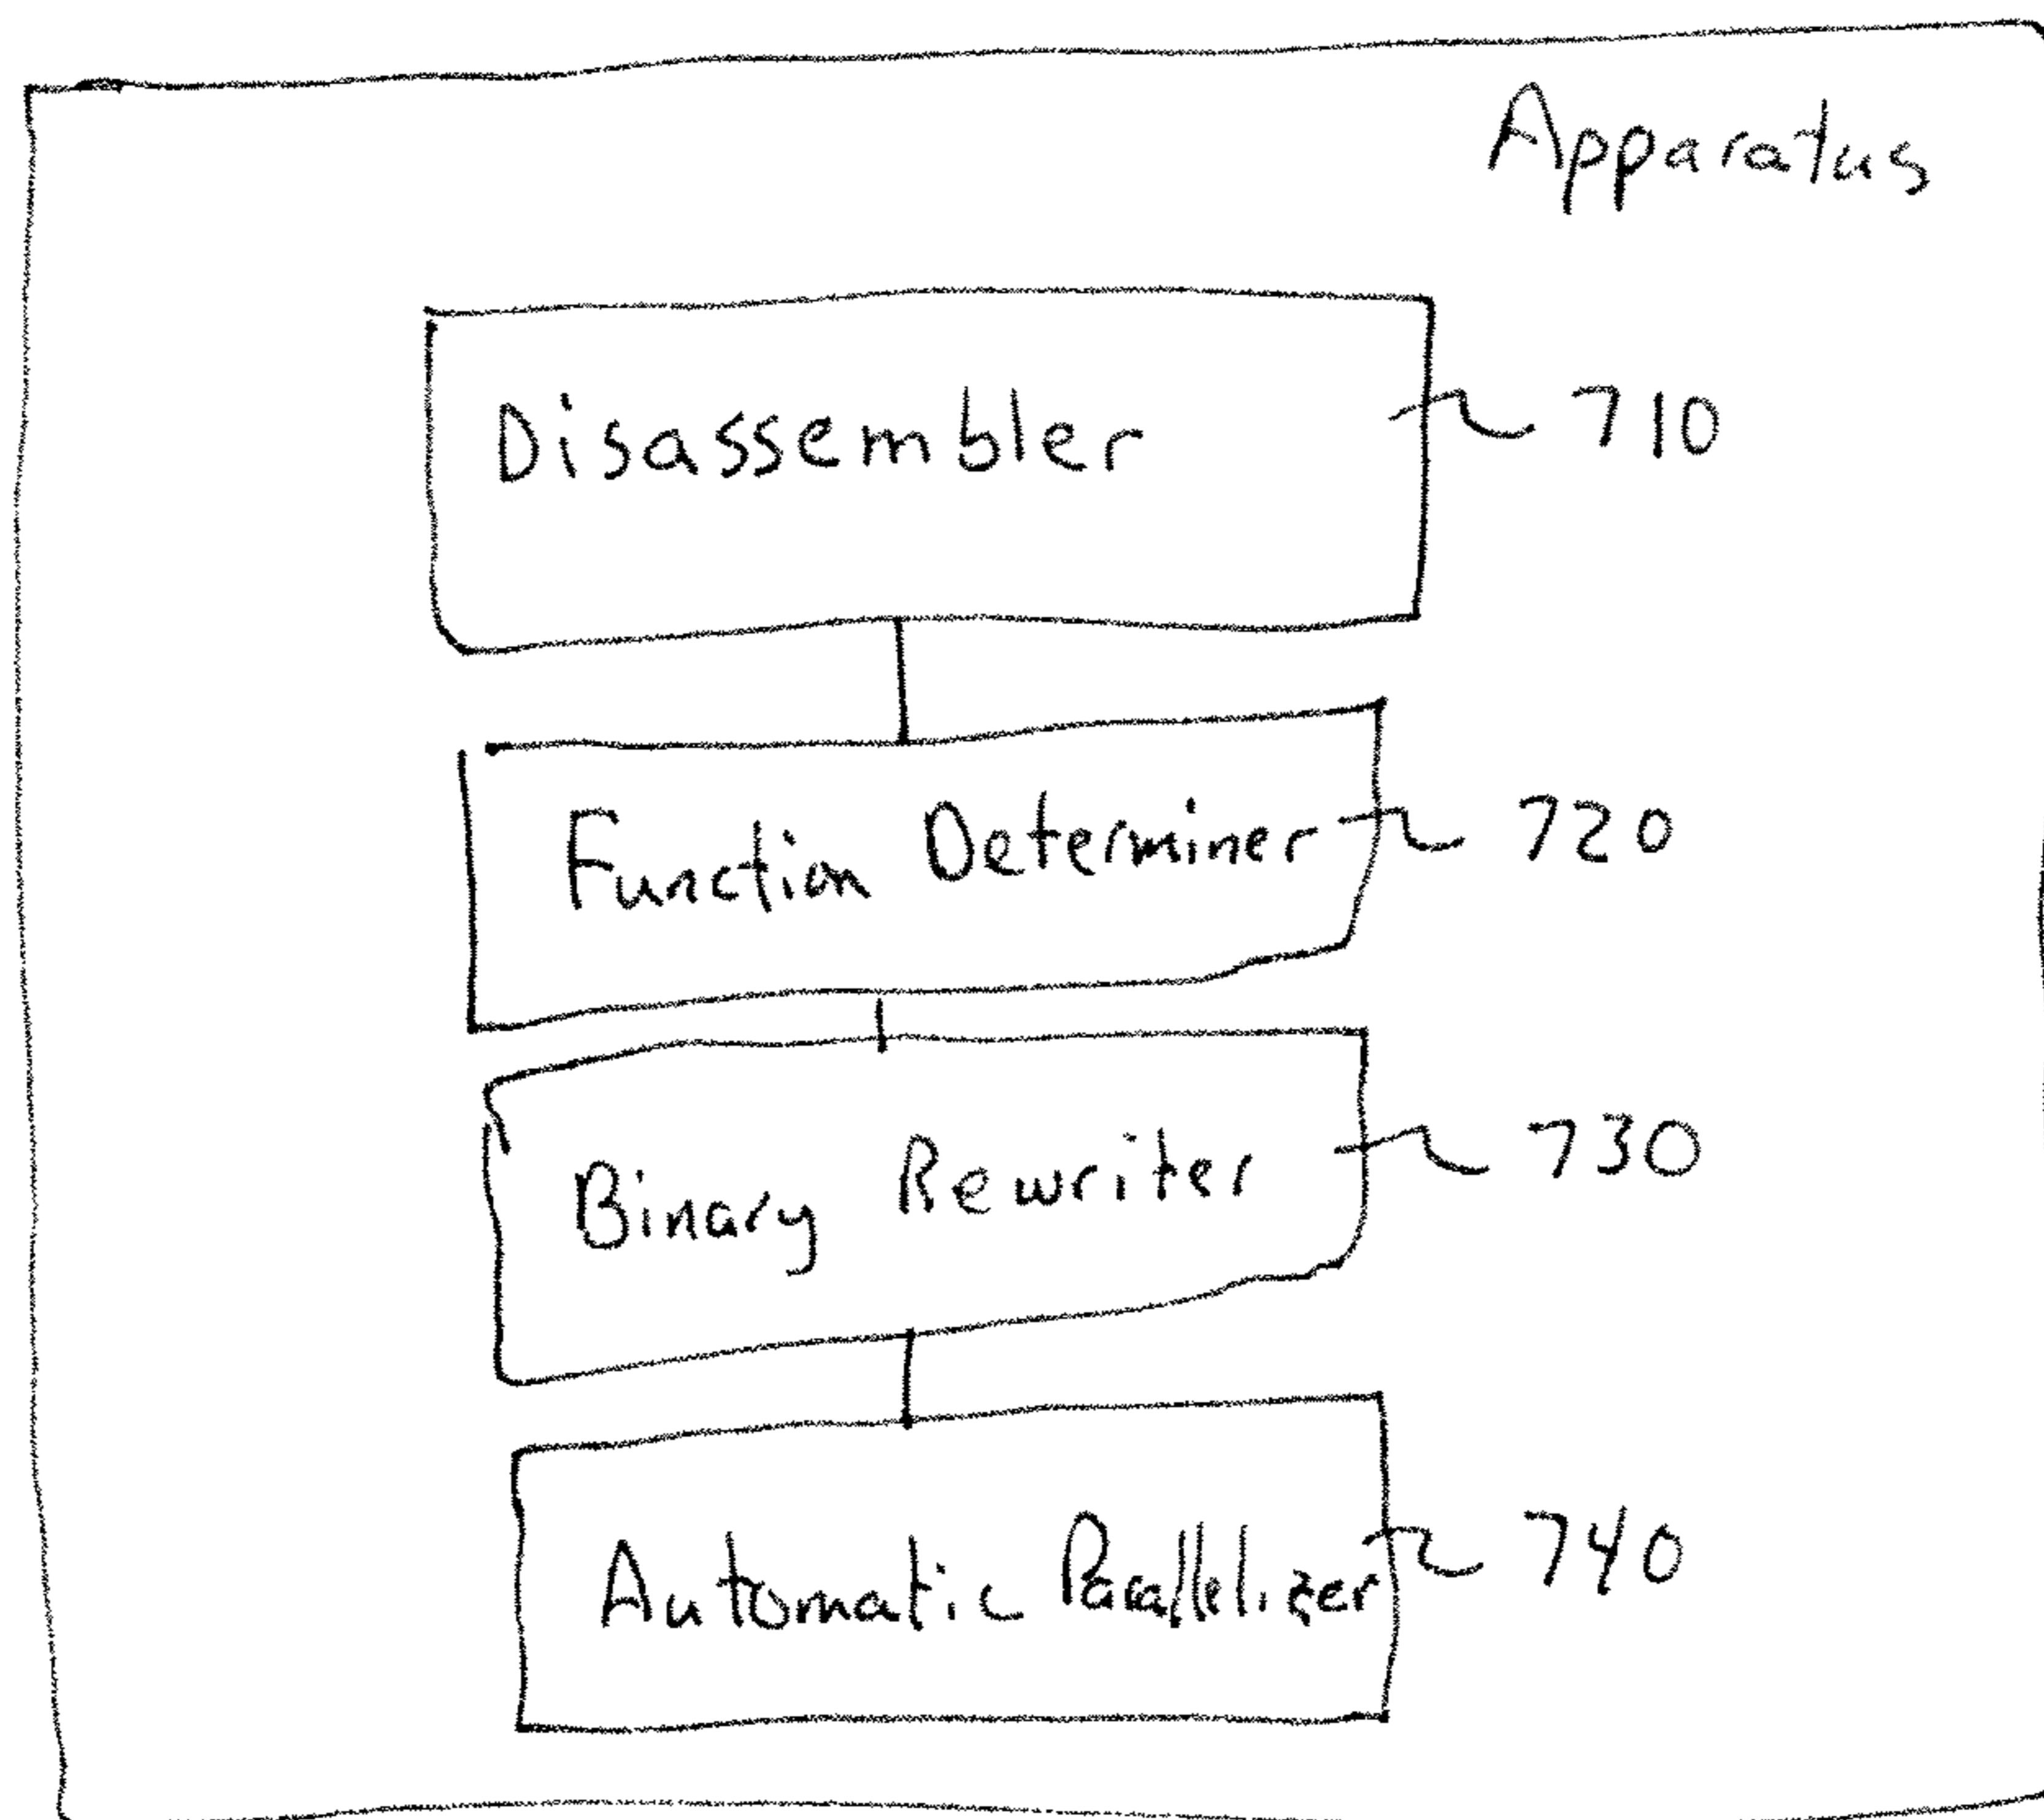 Apparatus
Disassembler 710
Function Determiner 720
Binary Rewriter 730
Automatic Parallelizer 740